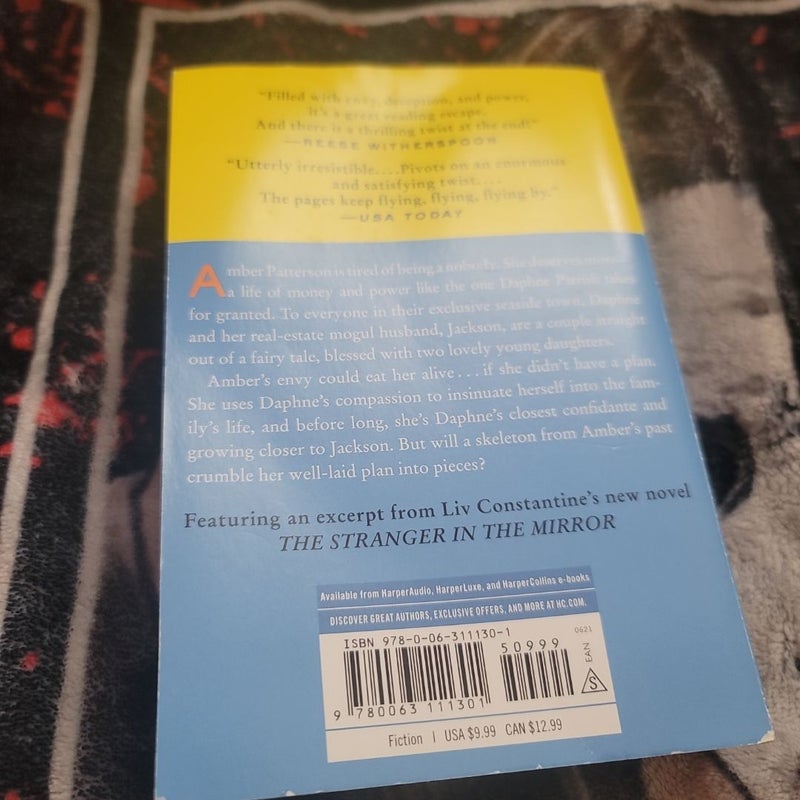 "Filled with envy, deception, and power,
it's a great reading escape.
And there is a thrilling twist at the end!"
—REESE WITHERSPOON
"Utterly irresistible....Pivots on an enormous
and satisfying twist....
The pages keep flying, flying, flying by."
—USA TODAY
Amber Patterson is tired of being a nobody. She deserves more—
a life of money and power like the one Daphne Parrish takes
for granted. To everyone in their exclusive seaside town, Daphne
and her real-estate mogul husband, Jackson, are a couple straight
out of a fairy tale, blessed with two lovely young daughters.
Amber's envy could eat her alive...if she didn't have a plan.
She uses Daphne's compassion to insinuate herself into the fam-
ily's life, and before long, she's Daphne's closest confidante and
growing closer to Jackson. But will a skeleton from Amber's past
crumble her well-laid plan into pieces?
Featuring an excerpt from Liv Constantine's new novel
THE STRANGER IN THE MIRROR
Available from HarperAudio, HarperLuxe, and HarperCollins e-books
DISCOVER GREAT AUTHORS, EXCLUSIVE OFFERS, AND MORE AT HC.COM.
ISBN 978-0-06-311130-1
50999
0621
EAN
S
9 780063 111301
Fiction | USA $9.99 CAN $12.99